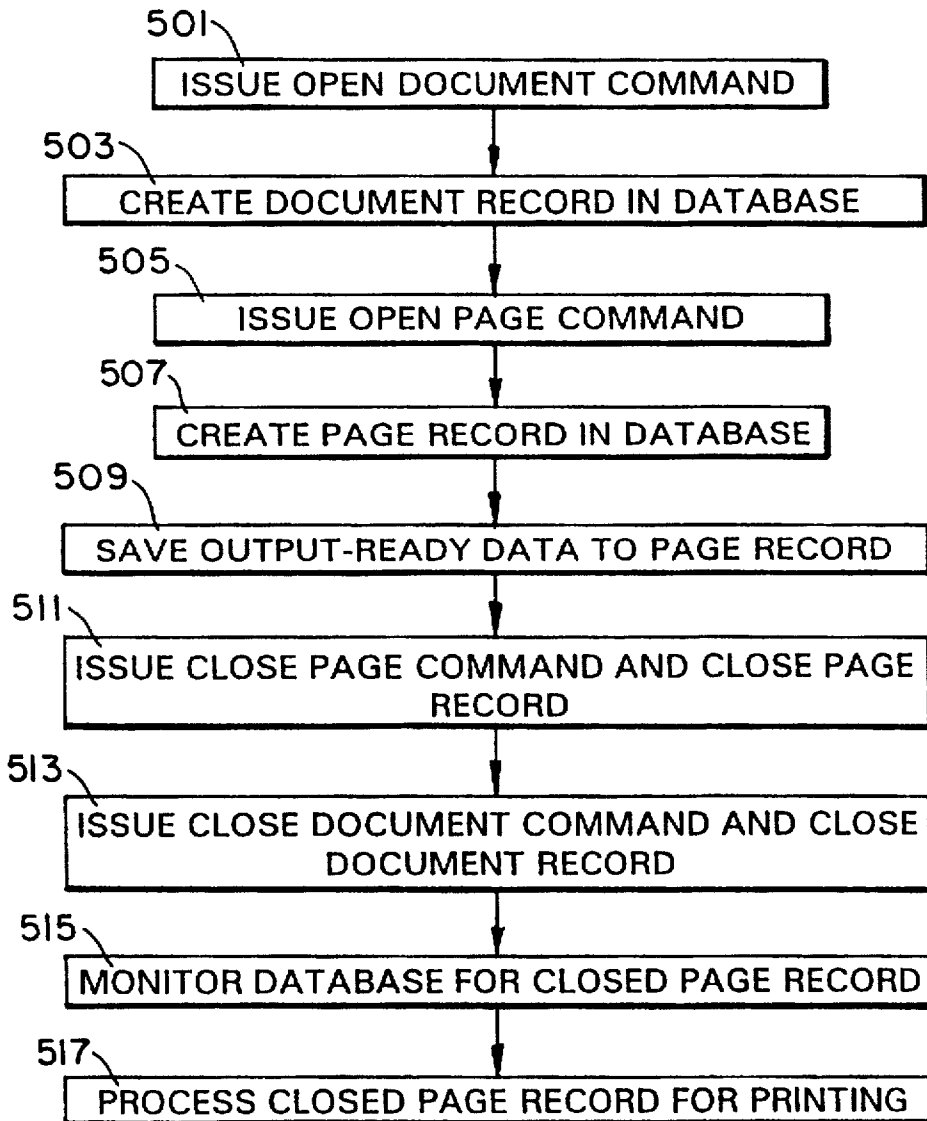 501
ISSUE OPEN DOCUMENT COMMAND
503
CREATE DOCUMENT RECORD IN DATABASE
505
ISSUE OPEN PAGE COMMAND
507
CREATE PAGE RECORD IN DATABASE
509
SAVE OUTPUT-READY DATA TO PAGE RECORD
511
ISSUE CLOSE PAGE COMMAND AND CLOSE PAGE
RECORD
513
ISSUE CLOSE DOCUMENT COMMAND AND CLOSE
DOCUMENT RECORD
515
MONITOR DATABASE FOR CLOSED PAGE RECORD
517
PROCESS CLOSED PAGE RECORD FOR PRINTING